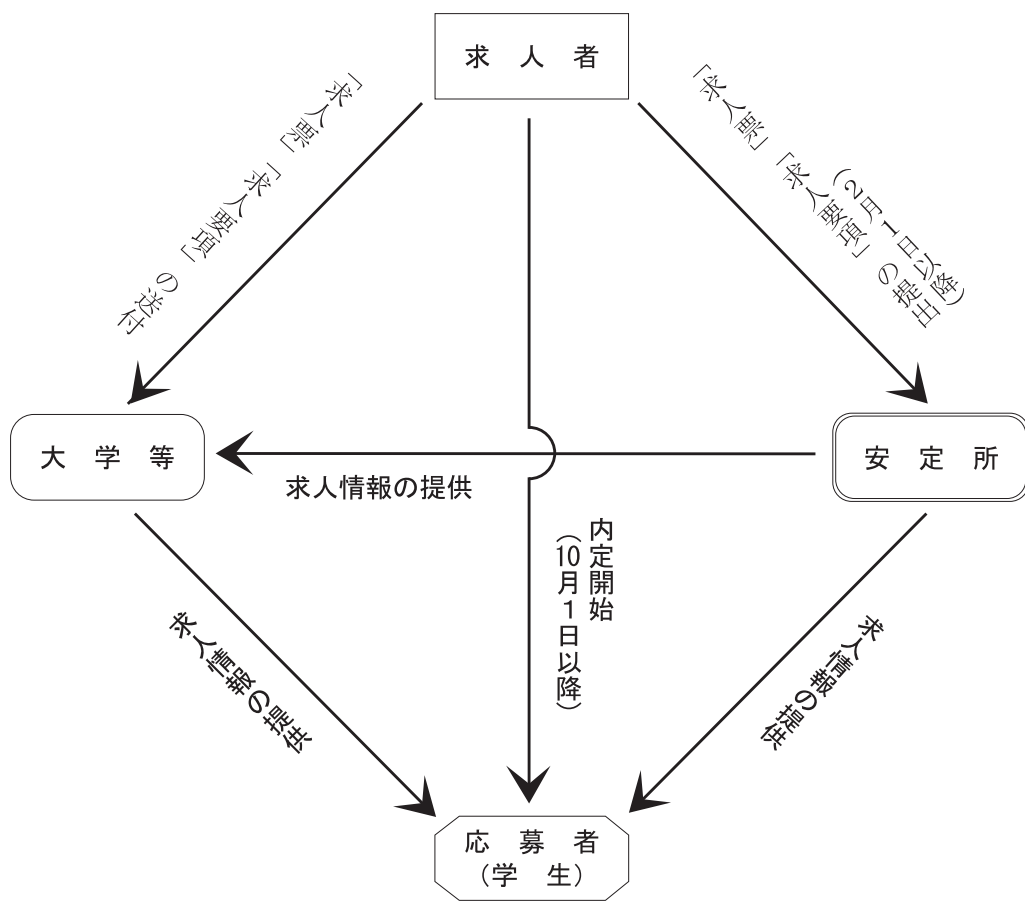 求人者
「求人票」「求人要項」の送付
「求人票」「求人要項」の提出
(2月1日以降)
大学等
安定所
求人情報の提供
内定開始
(10月1日以降)
求人情報の提供
求人情報の提供
応募者
(学生)